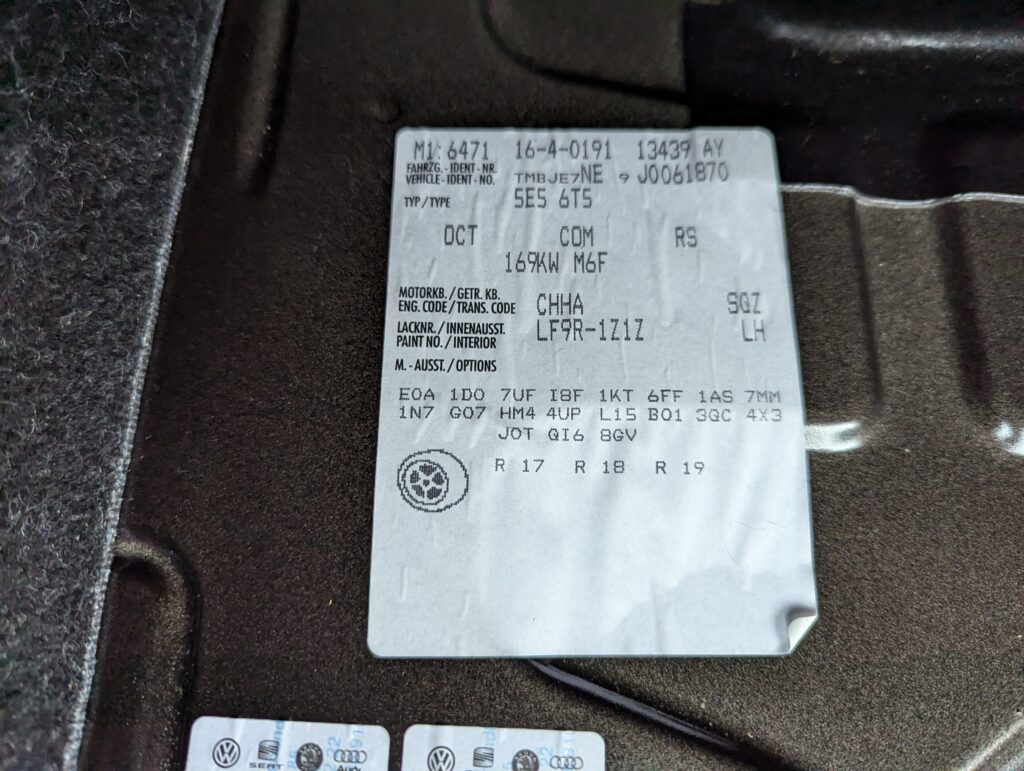 M1: 6471 16-4-0191 13439 AY
FAHRZG. - IDENT - NR.
VEHICLE - IDENT - NO. TMBJE7NE 9 J0061870
TYP / TYPE 5E5 6T5
OCT COM RS
169KW M6F
MOTORKB. / GETR. KB.
ENG. CODE / TRANS. CODE CHHA SQZ
LACKNR. / INNENAUSST. LF9R-1Z1Z LH
PAINT NO. / INTERIOR
M. - AUSST. / OPTIONS
E0A 1D0 7UF I8F 1KT 6FF 1AS 7MM
1N7 G07 HM4 4UP L15 B01 3QC 4X3
J0T QI6 8GV
R 17 R 18 R 19
SEAT Audi